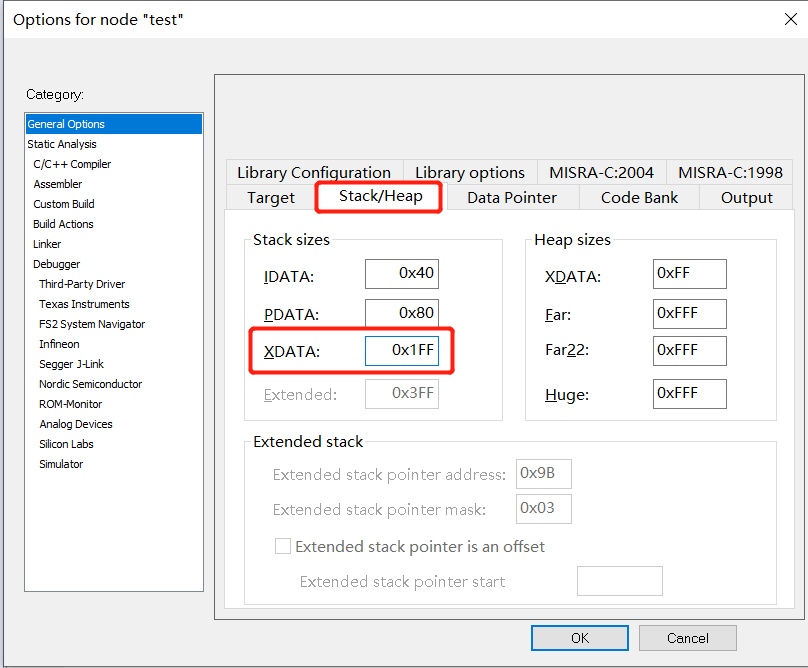 Options for node "test"
Category:
General Options
Static Analysis
C/C++ Compiler
Assembler
Custom Build
Build Actions
Linker
Debugger
Third-Party Driver
Texas Instruments
FS2 System Navigator
Infineon
Segger J-Link
Nordic Semiconductor
ROM-Monitor
Analog Devices
Silicon Labs
Simulator
Library Configuration Library options MISRA-C:2004 MISRA-C:1998
Target Stack/Heap Data Pointer Code Bank Output
Stack sizes
IDATA: 0x40
PDATA: 0x80
XDATA: 0x1FF
Extended: 0x3FF
Heap sizes
XDATA: 0xFF
Far: 0xFFF
Far22: 0xFFF
Huge: 0xFFF
Extended stack
Extended stack pointer address: 0x9B
Extended stack pointer mask: 0x03
Extended stack pointer is an offset
Extended stack pointer start
OK Cancel